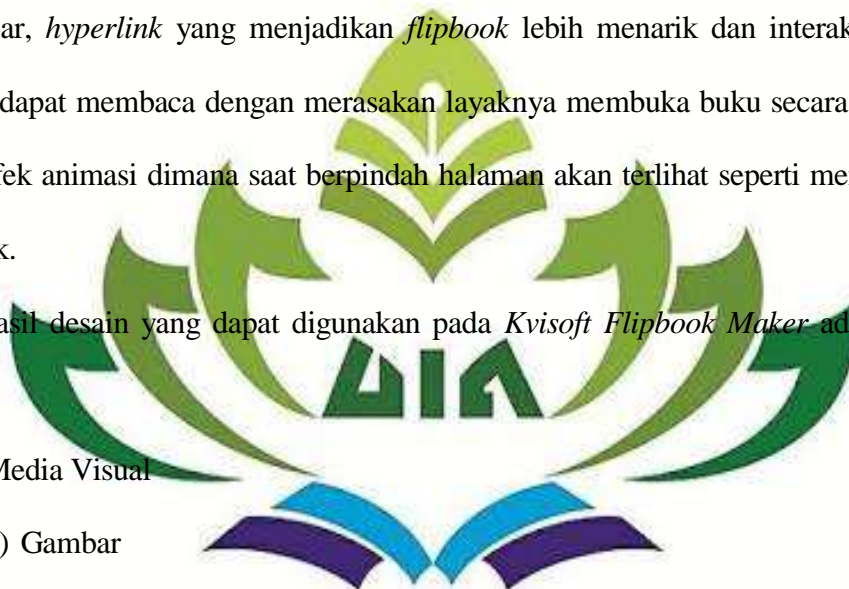 ar, hyperlink yang menjadikan flipbook lebih menarik dan interak
dapat membaca dengan merasakan layaknya membuka buku secara
fek animasi dimana saat berpindah halaman akan terlihat seperti me
k.
asil desain yang dapat digunakan pada Kvisoft Flipbook Maker ad
UIN
Media Visual
) Gambar